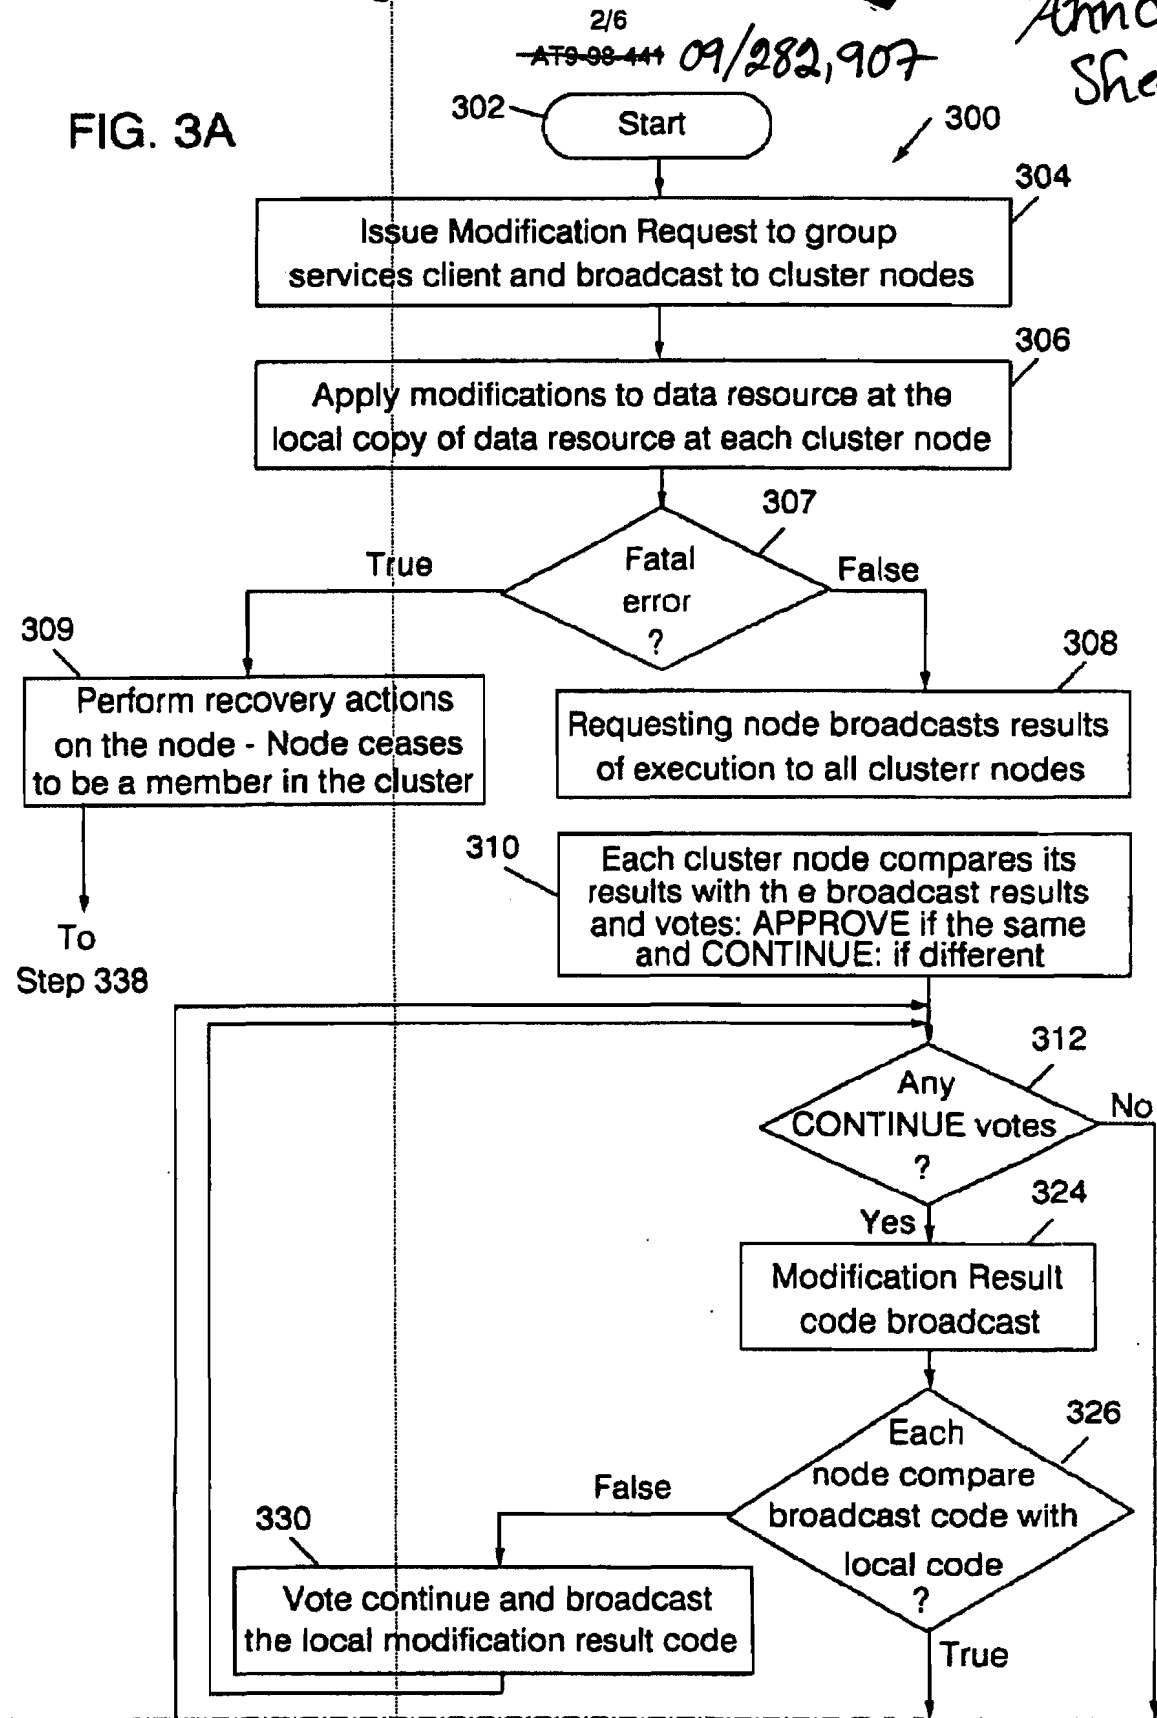 2/6
AT9-98-441 09/282,907
She
FIG. 3A
302
Start
300
304
Issue Modification Request to group
services client and broadcast to cluster nodes
306
Apply modifications to data resource at the
local copy of data resource at each cluster node
307
Fatal
error
?
True
False
309
Perform recovery actions
on the node - Node ceases
to be a member in the cluster
308
Requesting node broadcasts results
of execution to all clusterr nodes
310
Each cluster node compares its
results with th e broadcast results
and votes: APPROVE if the same
and CONTINUE: if different
To
Step 338
312
Any
CONTINUE votes
?
No
Yes
324
Modification Result
code broadcast
326
Each
node compare
broadcast code with
local code
?
False
330
Vote continue and broadcast
the local modification result code
True